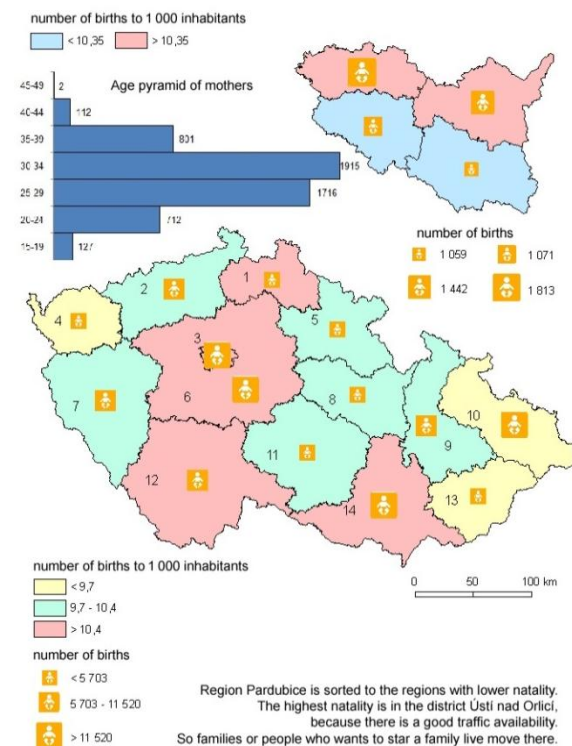 number of births to 1 000 inhabitants
< 10,35
> 10,35
Age pyramid of mothers
45-49 2
40-44 112
35-39 801
30-34 1915
25-29 1716
20-24 712
15-19 127
number of births
1 059
1 071
1 442
1 813
1
2
3
4
5
6
7
8
9
10
11
12
13
14
0 50 100 km
number of births to 1 000 inhabitants
< 9,7
9,7 - 10,4
> 10,4
number of births
< 5 703
5 703 - 11 520
> 11 520
Region Pardubice is sorted to the regions with lower natality.
The highest natality is in the district Ústí nad Orlicí,
because there is a good traffic availability.
So families or people who wants to star a family live move there.